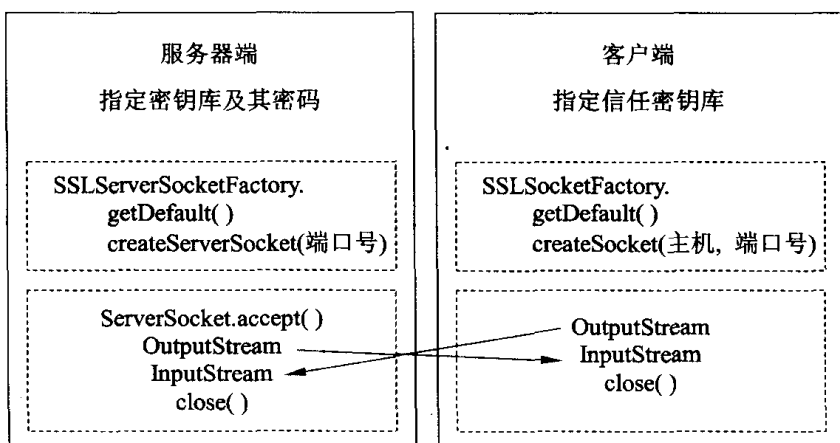 服务器端
指定密钥库及其密码
SSLServerSocketFactory.
getDefault( )
createServerSocket(端口号)
ServerSocket.accept( )
OutputStream
InputStream
close( )
客户端
指定信任密钥库
SSLSocketFactory.
getDefault( )
createSocket(主机, 端口号)
OutputStream
InputStream
close( )